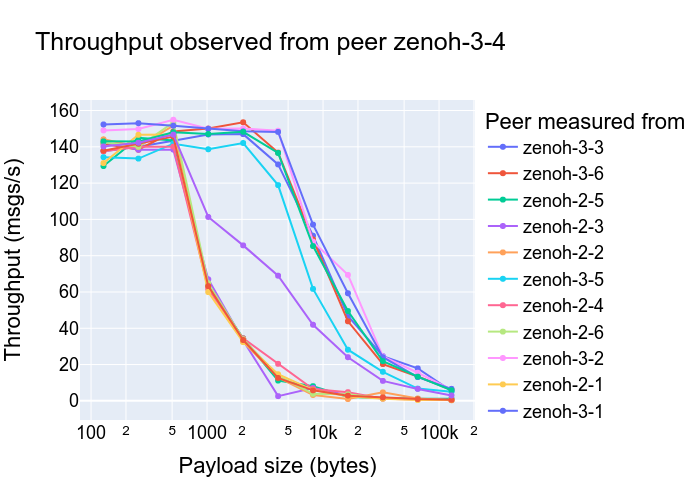 Throughput observed from peer zenoh-3-4
Peer measured from
zenoh-3-3
zenoh-3-6
zenoh-2-5
zenoh-2-3
zenoh-2-2
zenoh-3-5
zenoh-2-4
zenoh-2-6
zenoh-3-2
zenoh-2-1
zenoh-3-1
Throughput (msgs/s)
160
140
120
100
80
60
40
20
0
100 2 5 1000 2 5 10k 2 5 100k 2
Payload size (bytes)